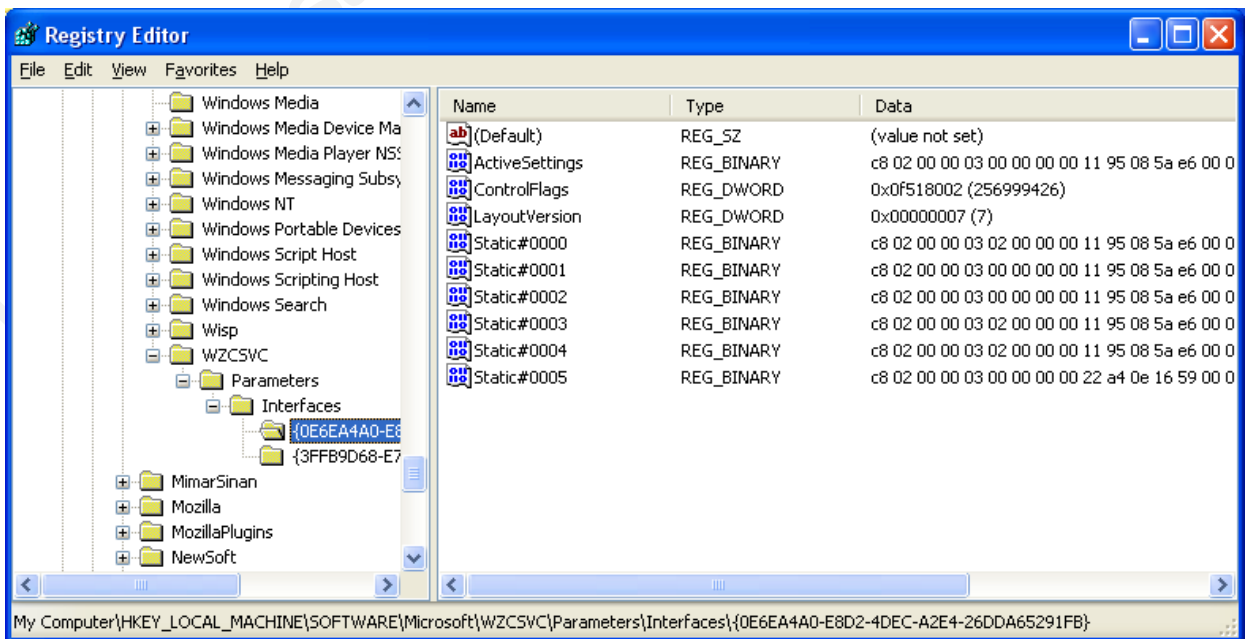 Registry Editor
File Edit View Favorites Help
Windows Media
Windows Media Device Ma
Windows Media Player NSS
Windows Messaging Subsy
Windows NT
Windows Portable Devices
Windows Script Host
Windows Scripting Host
Windows Search
Wisp
WZCSVC
Parameters
Interfaces
{0E6EA4A0-E8
{3FFB9D68-E7
MimarSinan
Mozilla
MozillaPlugins
NewSoft
Name Type Data
(Default) REG_SZ (value not set)
ActiveSettings REG_BINARY c8 02 00 00 03 00 00 00 00 11 95 08 5a e6 00 0
ControlFlags REG_DWORD 0x0f518002 (256999426)
LayoutVersion REG_DWORD 0x00000007 (7)
Static#0000 REG_BINARY c8 02 00 00 03 02 00 00 00 11 95 08 5a e6 00 0
Static#0001 REG_BINARY c8 02 00 00 03 02 00 00 00 11 95 08 5a e6 00 0
Static#0002 REG_BINARY c8 02 00 00 03 00 00 00 00 11 95 08 5a e6 00 0
Static#0003 REG_BINARY c8 02 00 00 03 02 00 00 00 11 95 08 5a e6 00 0
Static#0004 REG_BINARY c8 02 00 00 03 02 00 00 00 11 95 08 5a e6 00 0
Static#0005 REG_BINARY c8 02 00 00 03 00 00 00 00 22 a4 0e 16 59 00 0
My Computer\HKEY_LOCAL_MACHINE\SOFTWARE\Microsoft\WZCSVC\Parameters\Interfaces\{0E6EA4A0-E8D2-4DEC-A2E4-26DDA65291FB}